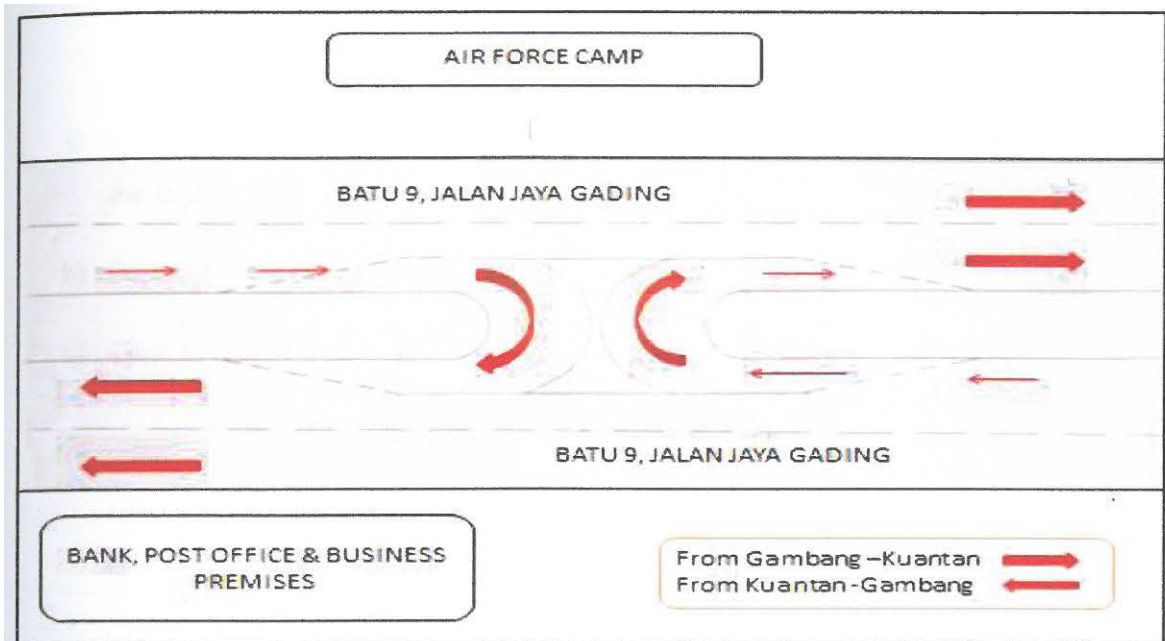 AIR FORCE CAMP
BATU 9, JALAN JAYA GADING
BATU 9, JALAN JAYA GADING
BANK, POST OFFICE & BUSINESS
PREMISES
From Gambang –Kuantan
From Kuantan -Gambang